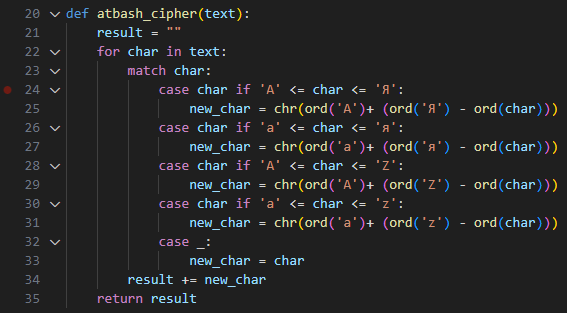 20 def atbash_cipher(text):
21     result = ""
22     for char in text:
23         match char:
24             case char if 'А' <= char <= 'Я':
25                 new_char = chr(ord('А')+ (ord('Я') - ord(char)))
26             case char if 'а' <= char <= 'я':
27                 new_char = chr(ord('а')+ (ord('я') - ord(char)))
28             case char if 'A' <= char <= 'Z':
29                 new_char = chr(ord('A')+ (ord('Z') - ord(char)))
30             case char if 'a' <= char <= 'z':
31                 new_char = chr(ord('a')+ (ord('z') - ord(char)))
32             case _:
33                 new_char = char
34         result += new_char
35     return result